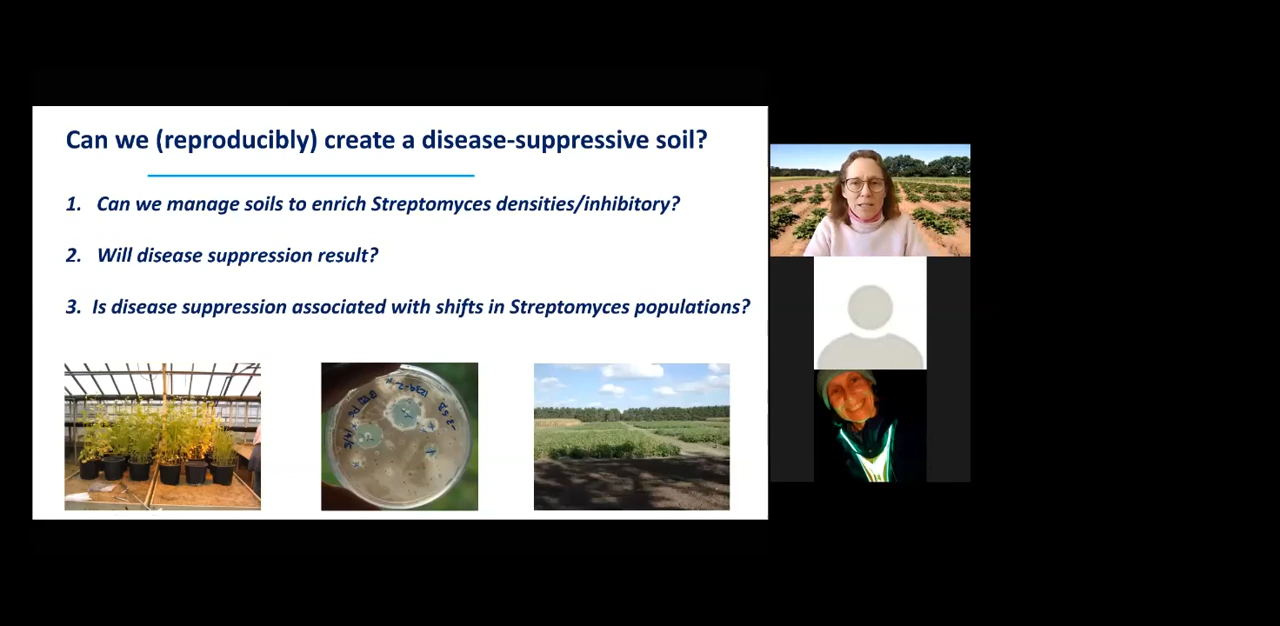 Can we (reproducibly) create a disease-suppressive soil?
1. Can we manage soils to enrich Streptomyces densities/inhibitory?
2. Will disease suppression result?
3. Is disease suppression associated with shifts in Streptomyces populations?